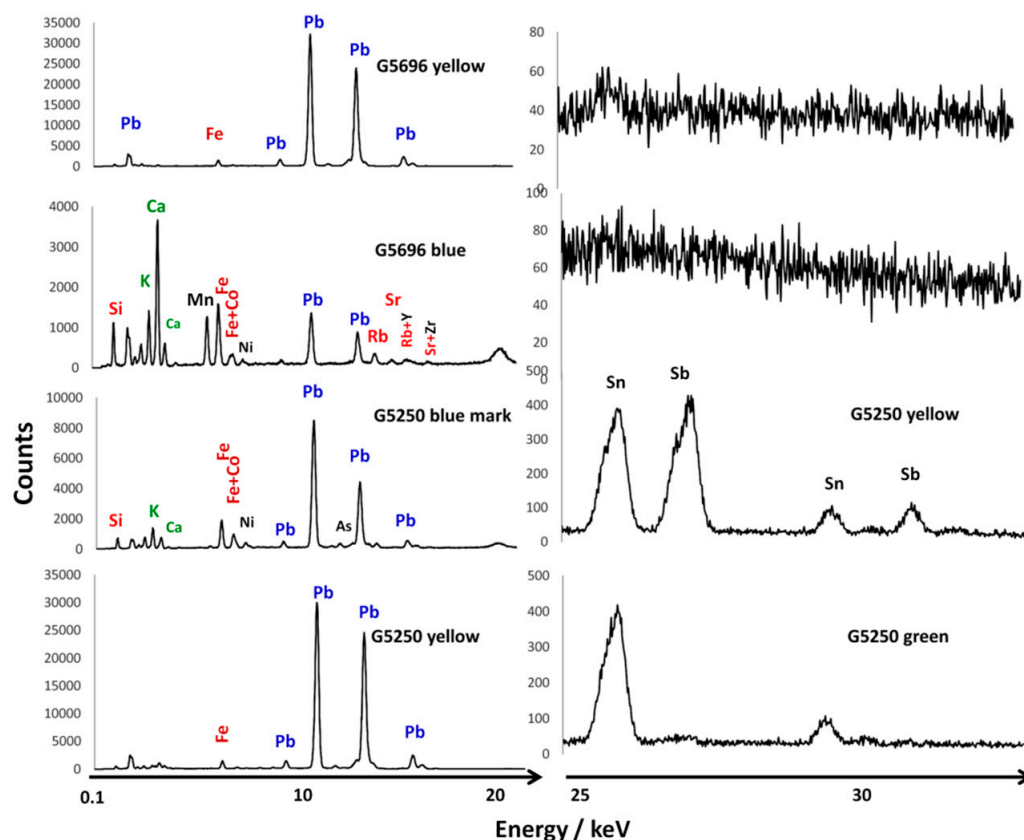 35000
30000
25000
20000
15000
10000
5000
0
Pb
Fe
Pb
Pb
Pb
Pb
G5696 yellow
80
60
40
20
0
4000
3000
2000
1000
0
Si
K
Ca
Ca
Mn
Fe
Fe+Co
Ni
Pb
Pb
Rb
Sr
Rb+Y
Sr+Zr
G5696 blue
100
80
60
40
20
0
10000
8000
6000
4000
2000
0
Si
K
Ca
Fe
Fe+Co
Ni
Pb
Pb
As
Pb
Pb
G5250 blue mark
500
400
300
200
100
0
Sn
Sb
Sn
Sb
G5250 yellow
35000
30000
25000
20000
15000
10000
5000
0
Fe
Pb
Pb
Pb
Pb
G5250 yellow
500
400
300
200
100
0
G5250 green
Counts
0.1
10
20
25
30
Energy / keV